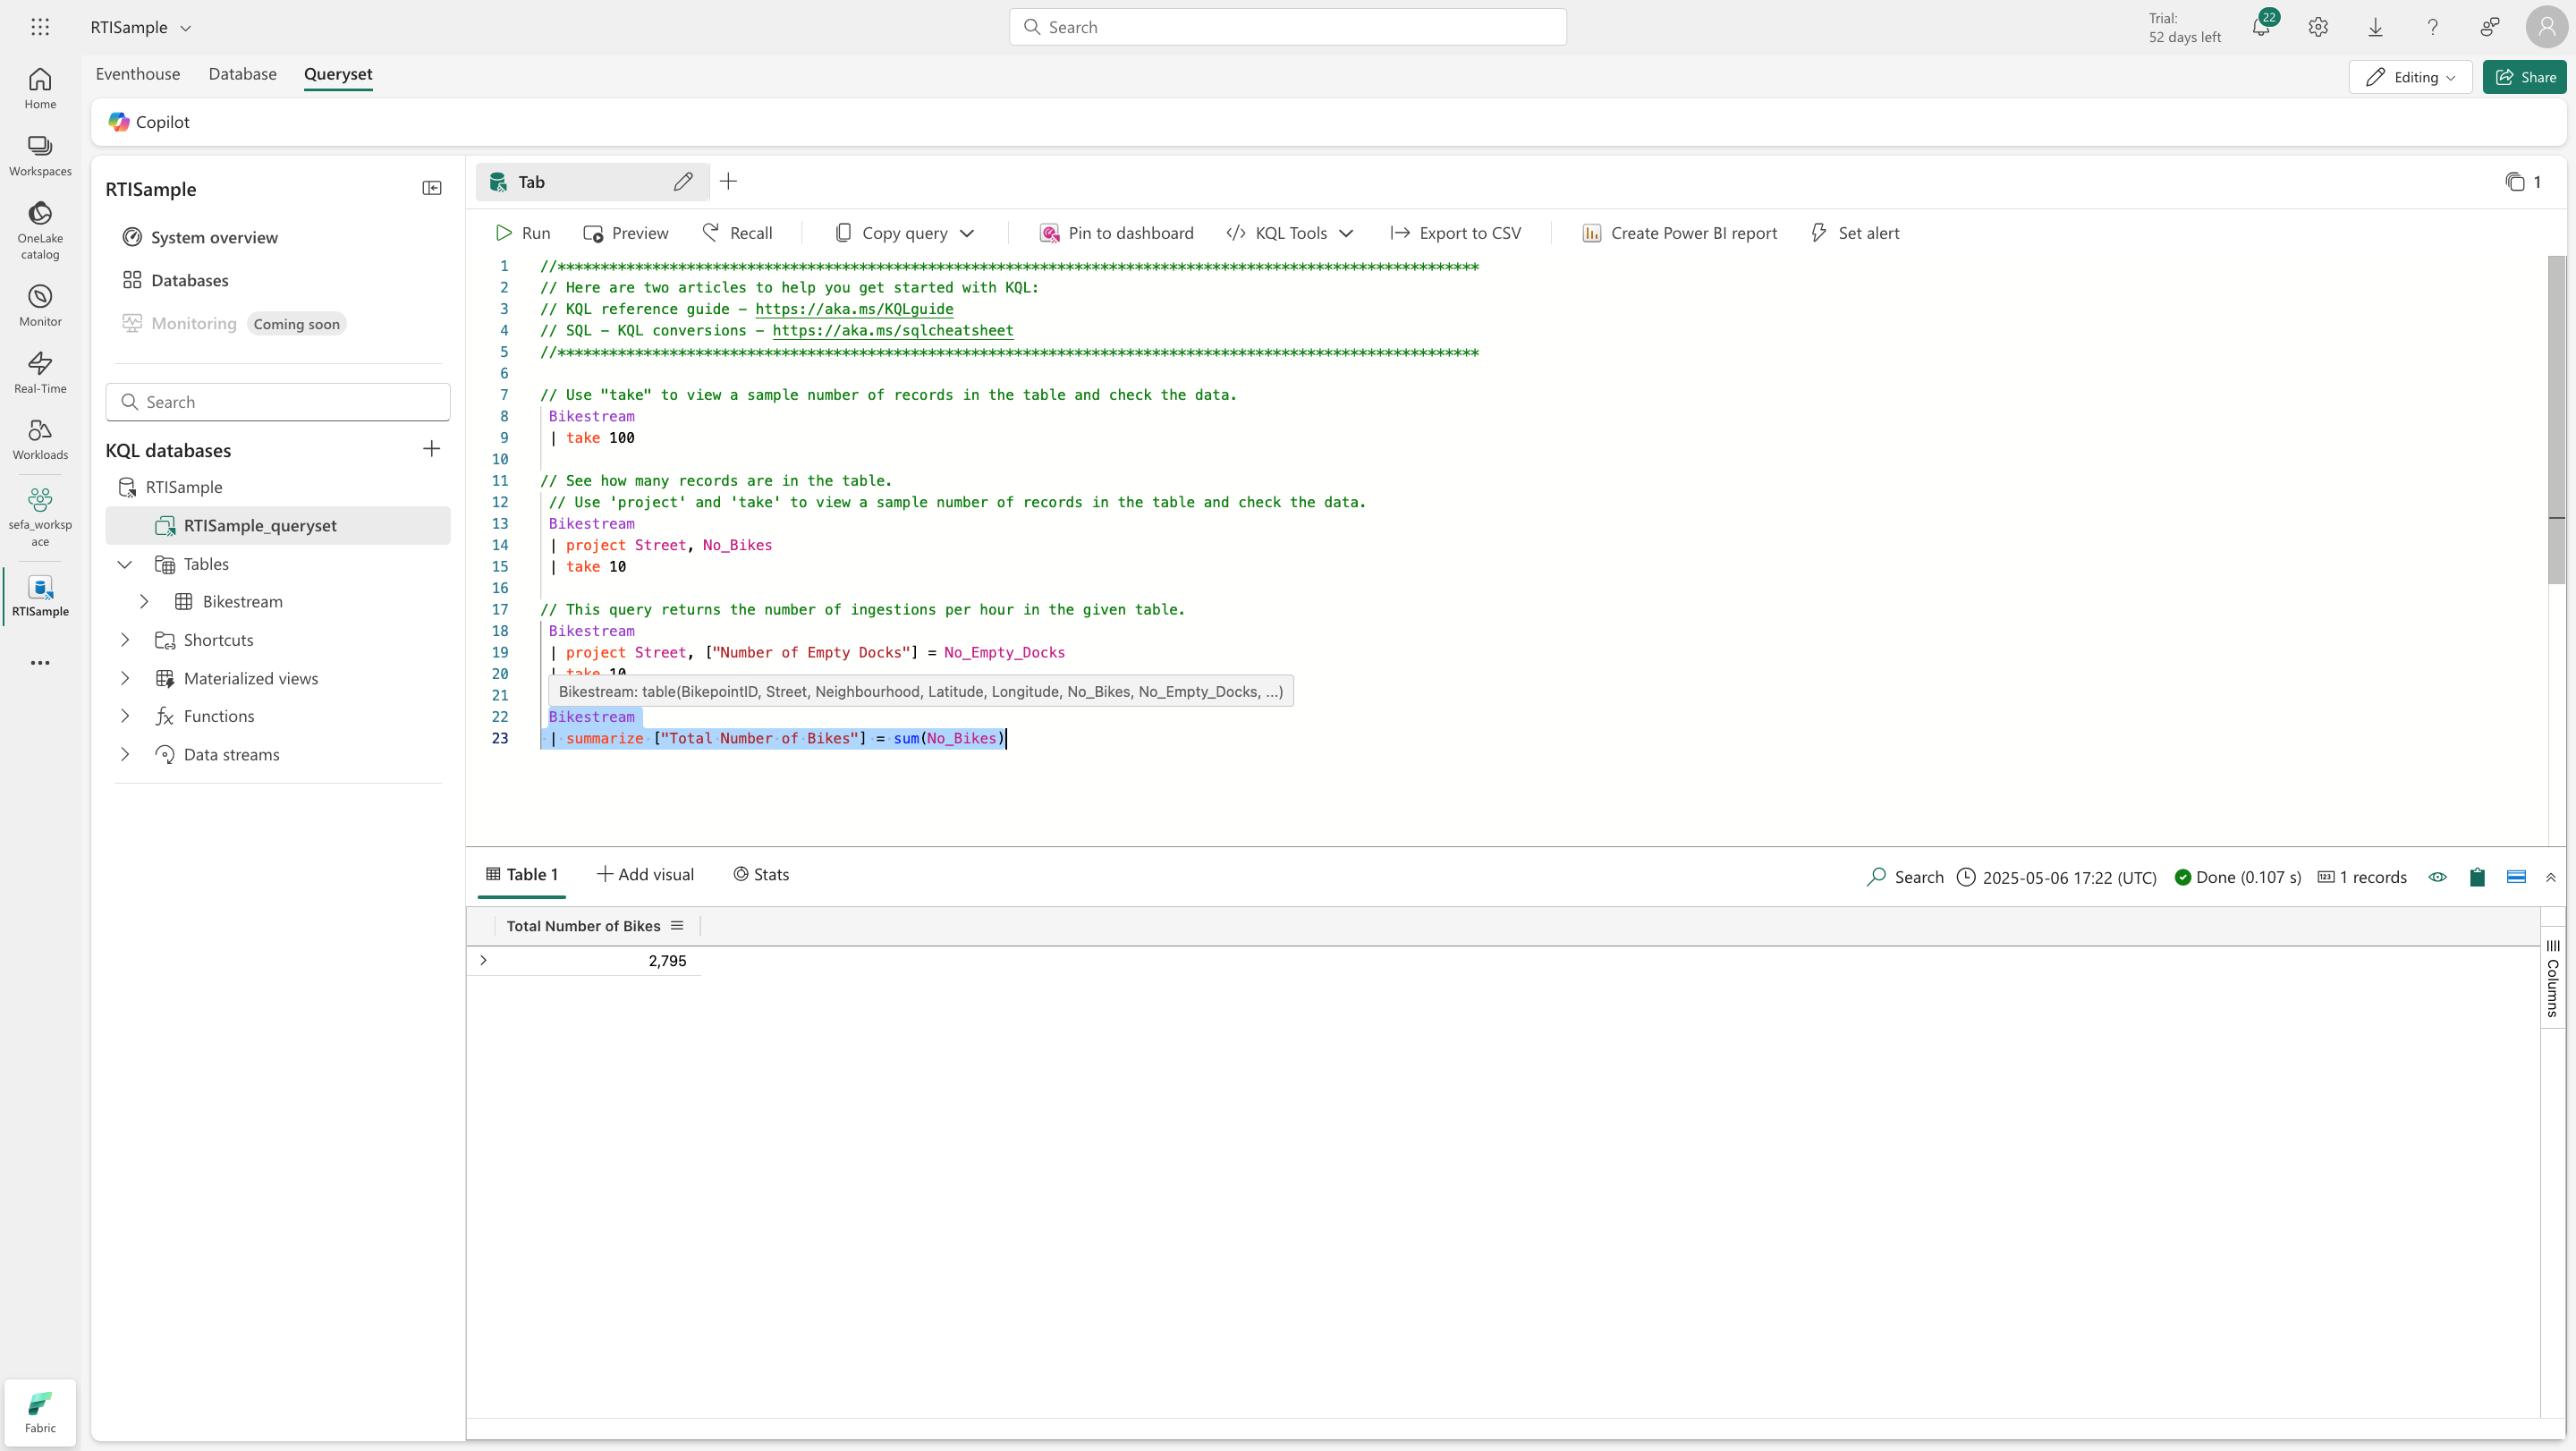 RTISample
Search
Trial:
52 days left
22
Home
Workspaces
OneLake
catalog
Monitor
Real-Time
Workloads
sefa_worksp
ace
RTISample
Fabric
Eventhouse Database Queryset
Editing
Share
Copilot
RTISample
System overview
Databases
Monitoring Coming soon
Search
KQL databases
RTISample
RTISample_queryset
Tables
Bikestream
Shortcuts
Materialized views
Functions
Data streams
Tab
1
Run Preview Recall Copy query Pin to dashboard KQL Tools Export to CSV Create Power BI report Set alert
1 //***********************************************************************************************************
2 // Here are two articles to help you get started with KQL:
3 // KQL reference guide - https://aka.ms/KQLguide
4 // SQL - KQL conversions - https://aka.ms/sqlcheatsheet
5 //***********************************************************************************************************
6
7 // Use "take" to view a sample number of records in the table and check the data.
8 Bikestream
9 | take 100
10
11 // See how many records are in the table.
12 // Use 'project' and 'take' to view a sample number of records in the table and check the data.
13 Bikestream
14 | project Street, No_Bikes
15 | take 10
16
17 // This query returns the number of ingestions per hour in the given table.
18 Bikestream
19 | project Street, ["Number of Empty Docks"] = No_Empty_Docks
20 | take 10
21
Bikestream: table(BikepointID, Street, Neighbourhood, Latitude, Longitude, No_Bikes, No_Empty_Docks, ...)
22 Bikestream
23 | summarize ["Total Number of Bikes"] = sum(No_Bikes)
Table 1 Add visual Stats
Search 2025-05-06 17:22 (UTC) Done (0.107 s) 1 records
Total Number of Bikes
2,795
Columns